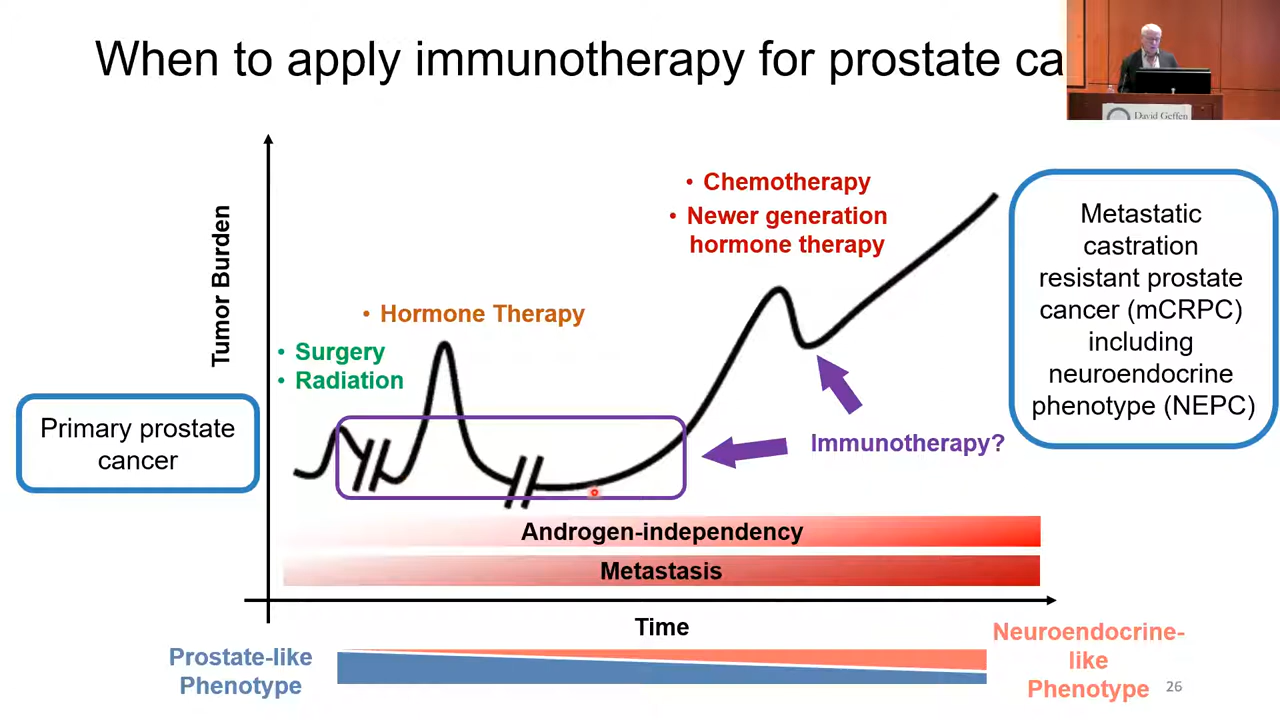 When to apply immunotherapy for prostate ca
David Geffen
• Chemotherapy
• Newer generation
hormone therapy
Metastatic
castration
resistant prostate
cancer (mCRPC)
including
neuroendocrine
phenotype (NEPC)
Tumor Burden
• Hormone Therapy
• Surgery
• Radiation
Primary prostate
cancer
Immunotherapy?
Androgen-independency
Metastasis
Time
Prostate-like
Phenotype
Neuroendocrine-
like
Phenotype
26